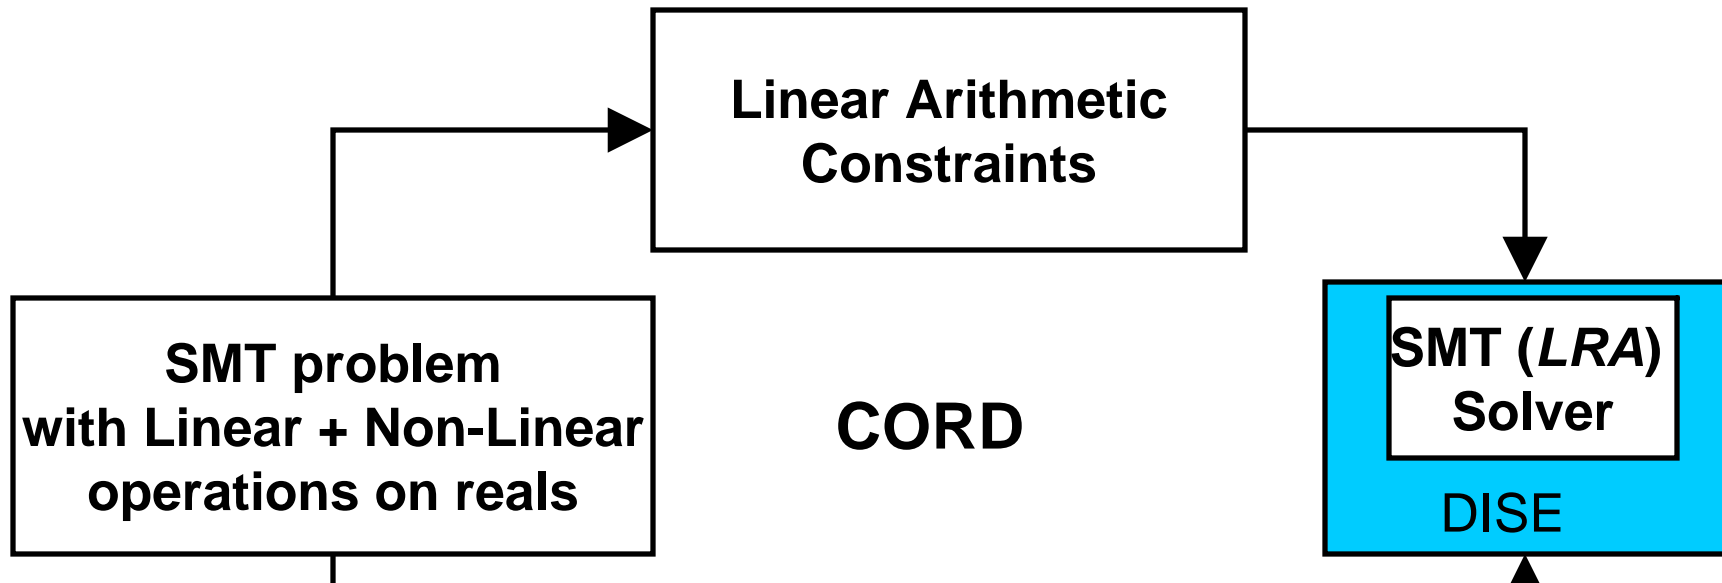 Linear Arithmetic
Constraints
SMT problem
with Linear + Non-Linear
operations on reals
CORD
SMT (LRA)
Solver
DISE